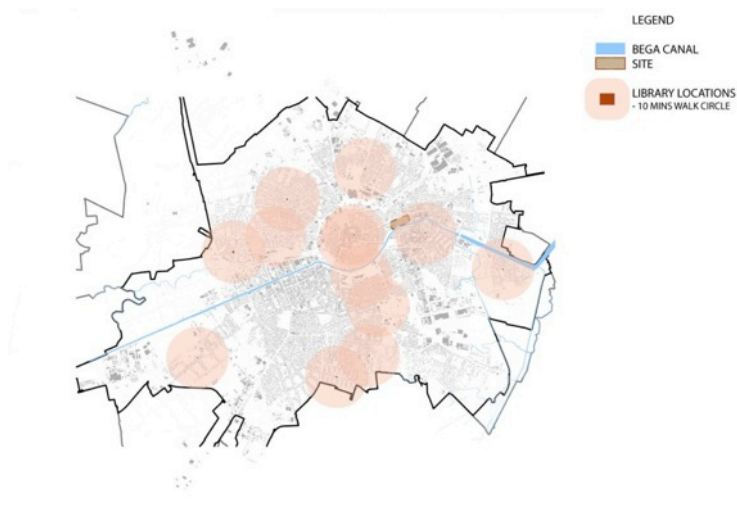 LEGEND
BEGA CANAL
SITE
LIBRARY LOCATIONS
- 10 MINS WALK CIRCLE